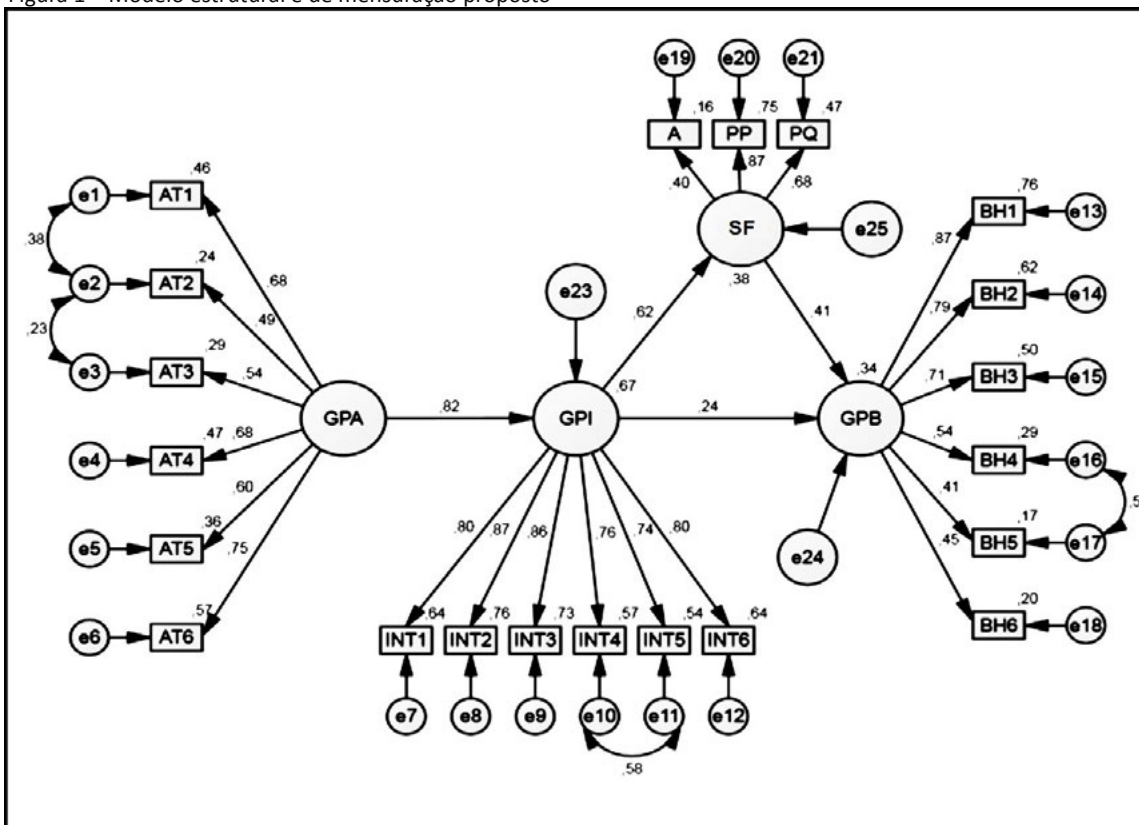 Figura 1 – Modelo estrutural e de mensuração proposto
e19 e20 e21
,16 ,75 ,47
A PP PQ
,40 ,87 ,68
SF e25
,38
e1 AT1 ,46
,38
e2 AT2 ,24
,23
e3 AT3 ,29
e4 AT4 ,47
e5 AT5 ,36
e6 AT6 ,57
,68
,49
,54
,68
,60
,75
GPA ,82 GPI ,24 GPB
e23
,67
,62
,41
,34
e24
,80 ,87 ,86 ,76 ,74 ,80
,64 ,76 ,73 ,57 ,54 ,64
INT1 INT2 INT3 INT4 INT5 INT6
e7 e8 e9 e10 e11 e12
,58
,87
,79
,71
,54
,41
,45
,76
BH1 e13
,62
BH2 e14
,50
BH3 e15
,29
BH4 e16
,17
BH5 e17
,20
BH6 e18
,5